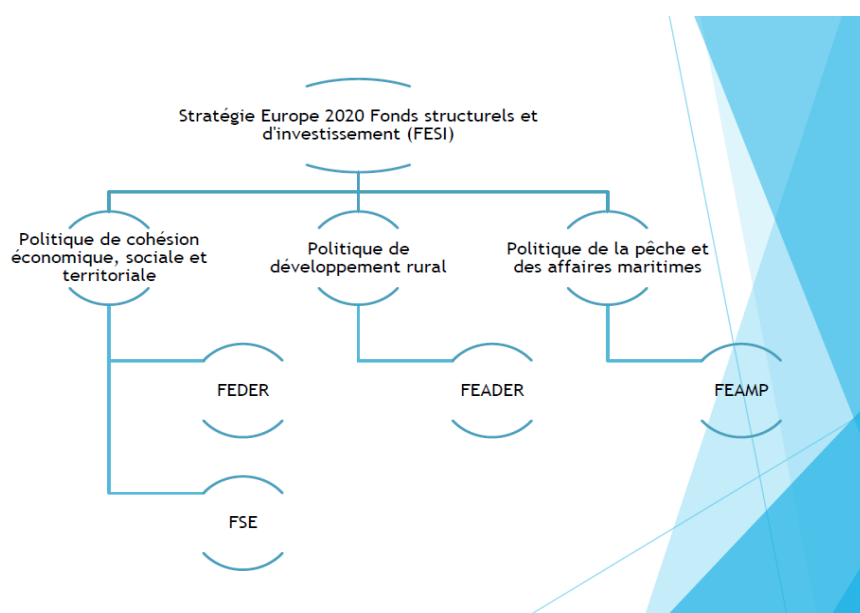 Stratégie Europe 2020 Fonds structurels et
d'investissement (FESI)
Politique de cohésion
économique, sociale et
territoriale
Politique de
développement rural
Politique de la pêche et
des affaires maritimes
FEDER
FEADER
FEAMP
FSE